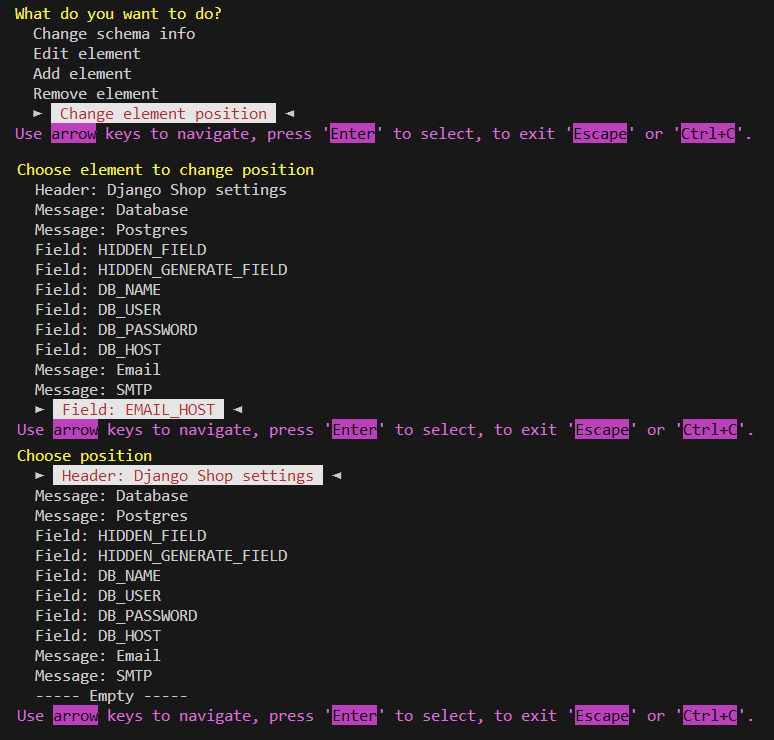 What do you want to do?
Change schema info
Edit element
Add element
Remove element
► Change element position ◄
Use arrow keys to navigate, press 'Enter' to select, to exit 'Escape' or 'Ctrl+C'.
Choose element to change position
Header: Django Shop settings
Message: Database
Message: Postgres
Field: HIDDEN_FIELD
Field: HIDDEN_GENERATE_FIELD
Field: DB_NAME
Field: DB_USER
Field: DB_PASSWORD
Field: DB_HOST
Message: Email
Message: SMTP
► Field: EMAIL_HOST ◄
Use arrow keys to navigate, press 'Enter' to select, to exit 'Escape' or 'Ctrl+C'.
Choose position
► Header: Django Shop settings ◄
Message: Database
Message: Postgres
Field: HIDDEN_FIELD
Field: HIDDEN_GENERATE_FIELD
Field: DB_NAME
Field: DB_USER
Field: DB_PASSWORD
Field: DB_HOST
Message: Email
Message: SMTP
----- Empty -----
Use arrow keys to navigate, press 'Enter' to select, to exit 'Escape' or 'Ctrl+C'.